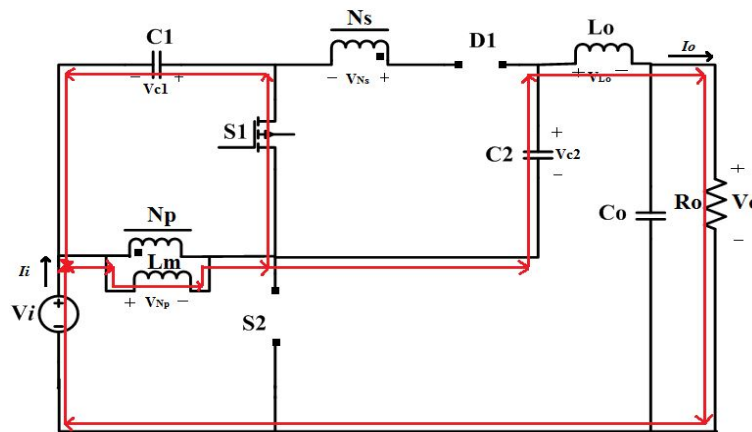 Ns
C1
D1
Lo
Io
− Vc1 +
− VNs +
+ VLo −
S1
C2
+
Vc2
−
Np
Lm
Co
Ro
+
Vo
−
Ii
+ VNp −
Vi
+
−
S2